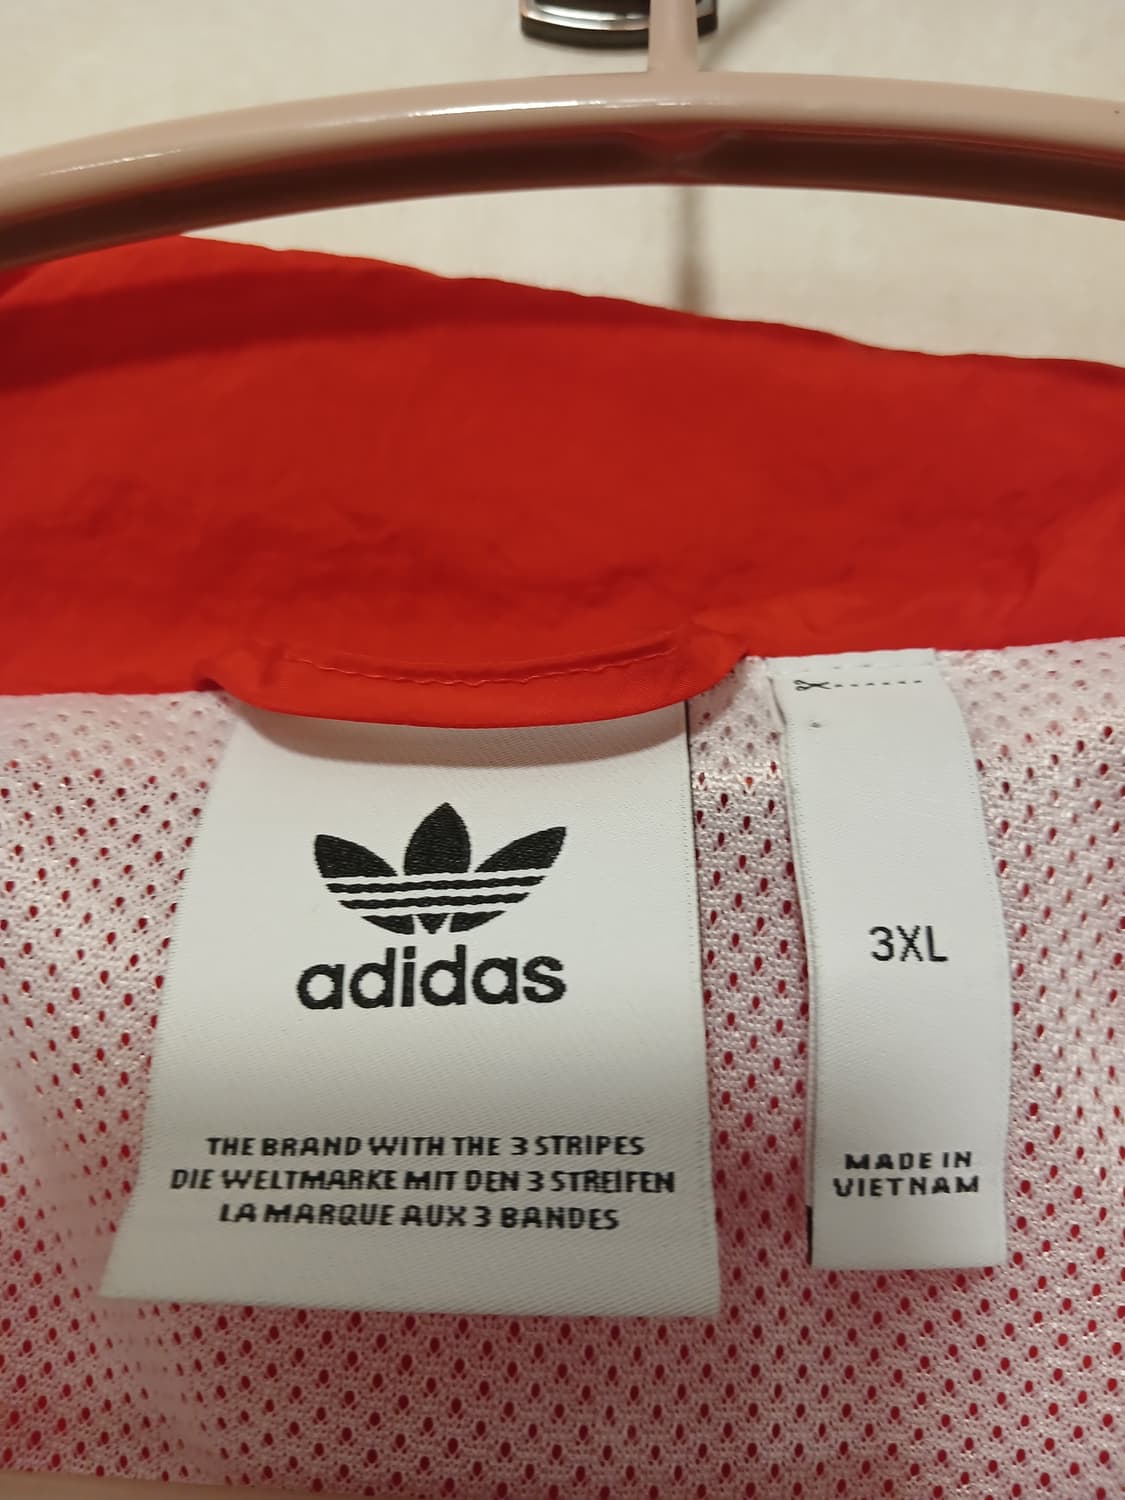 adidas
THE BRAND WITH THE 3 STRIPES
DIE WELTMARKE MIT DEN 3 STREIFEN
LA MARQUE AUX 3 BANDES
3XL
MADE IN
VIETNAM